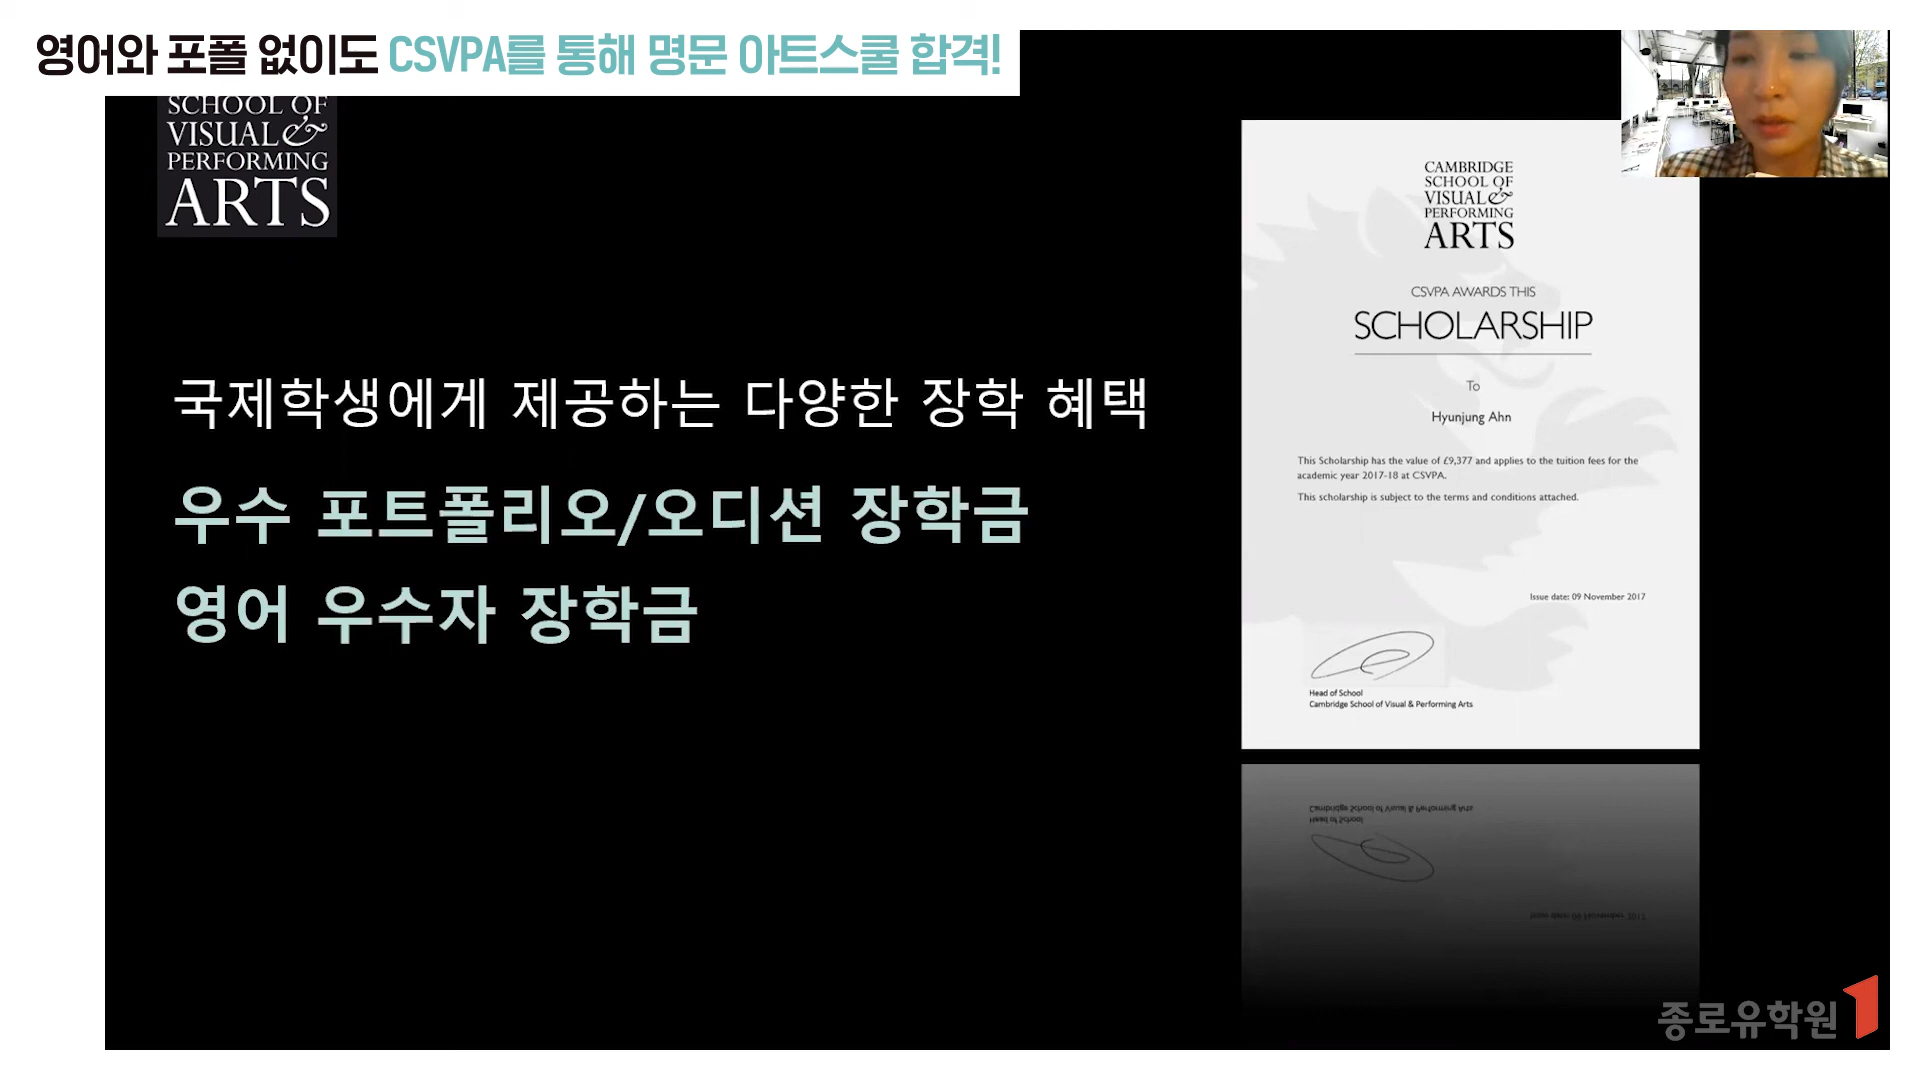 영어와 포폴 없이도 CSVPA를 통해 명문 아트스쿨 합격!
SCHOOL OF
VISUAL &
PERFORMING
ARTS
국제학생에게 제공하는 다양한 장학 혜택
우수 포트폴리오/오디션 장학금
영어 우수자 장학금
CAMBRIDGE
SCHOOL OF
VISUAL &
PERFORMING
ARTS
CSVPA AWARDS THIS
SCHOLARSHIP
To
Hyunjung Ahn
This Scholarship has the value of £9,377 and applies to the tuition fees for the
academic year 2017-18 at CSVPA.
This scholarship is subject to the terms and conditions attached.
Issue date: 09 November 2017
Head of School
Cambridge School of Visual & Performing Arts
종로유학원